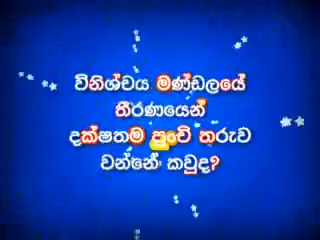 විනිශ්චය මණ්ඩලයේ
තීරණයෙන්
දක්ෂතම පුංචි තරුව
වන්නේ කවුද?